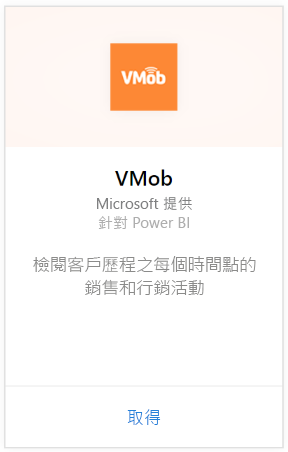 VMob
VMob
Microsoft 提供
針對 Power BI
檢閱客戶歷程之每個時間點的
銷售和行銷活動
取得